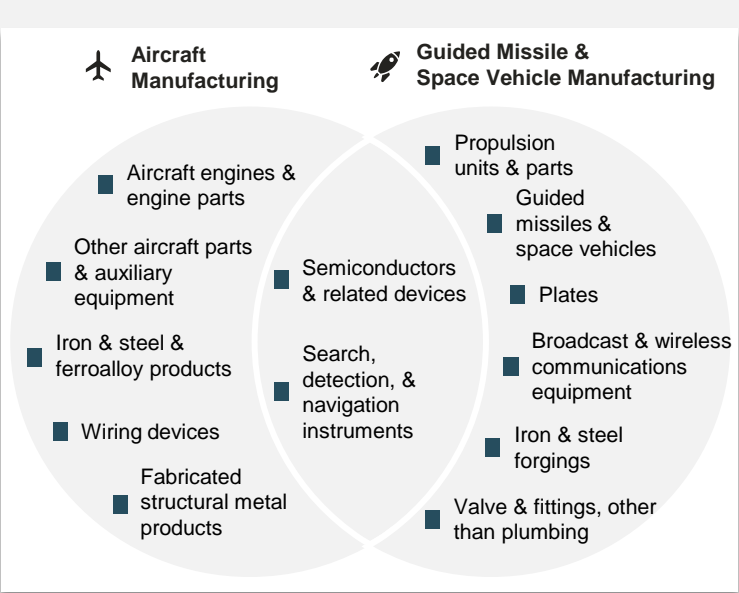 Aircraft
Manufacturing
Guided Missile &
Space Vehicle Manufacturing
Aircraft engines &
engine parts
Other aircraft parts
& auxiliary
equipment
Iron & steel &
ferroalloy products
Wiring devices
Fabricated
structural metal
products
Semiconductors
& related devices
Search,
detection, &
navigation
instruments
Propulsion
units & parts
Guided
missiles &
space vehicles
Plates
Broadcast & wireless
communications
equipment
Iron & steel
forgings
Valve & fittings, other
than plumbing